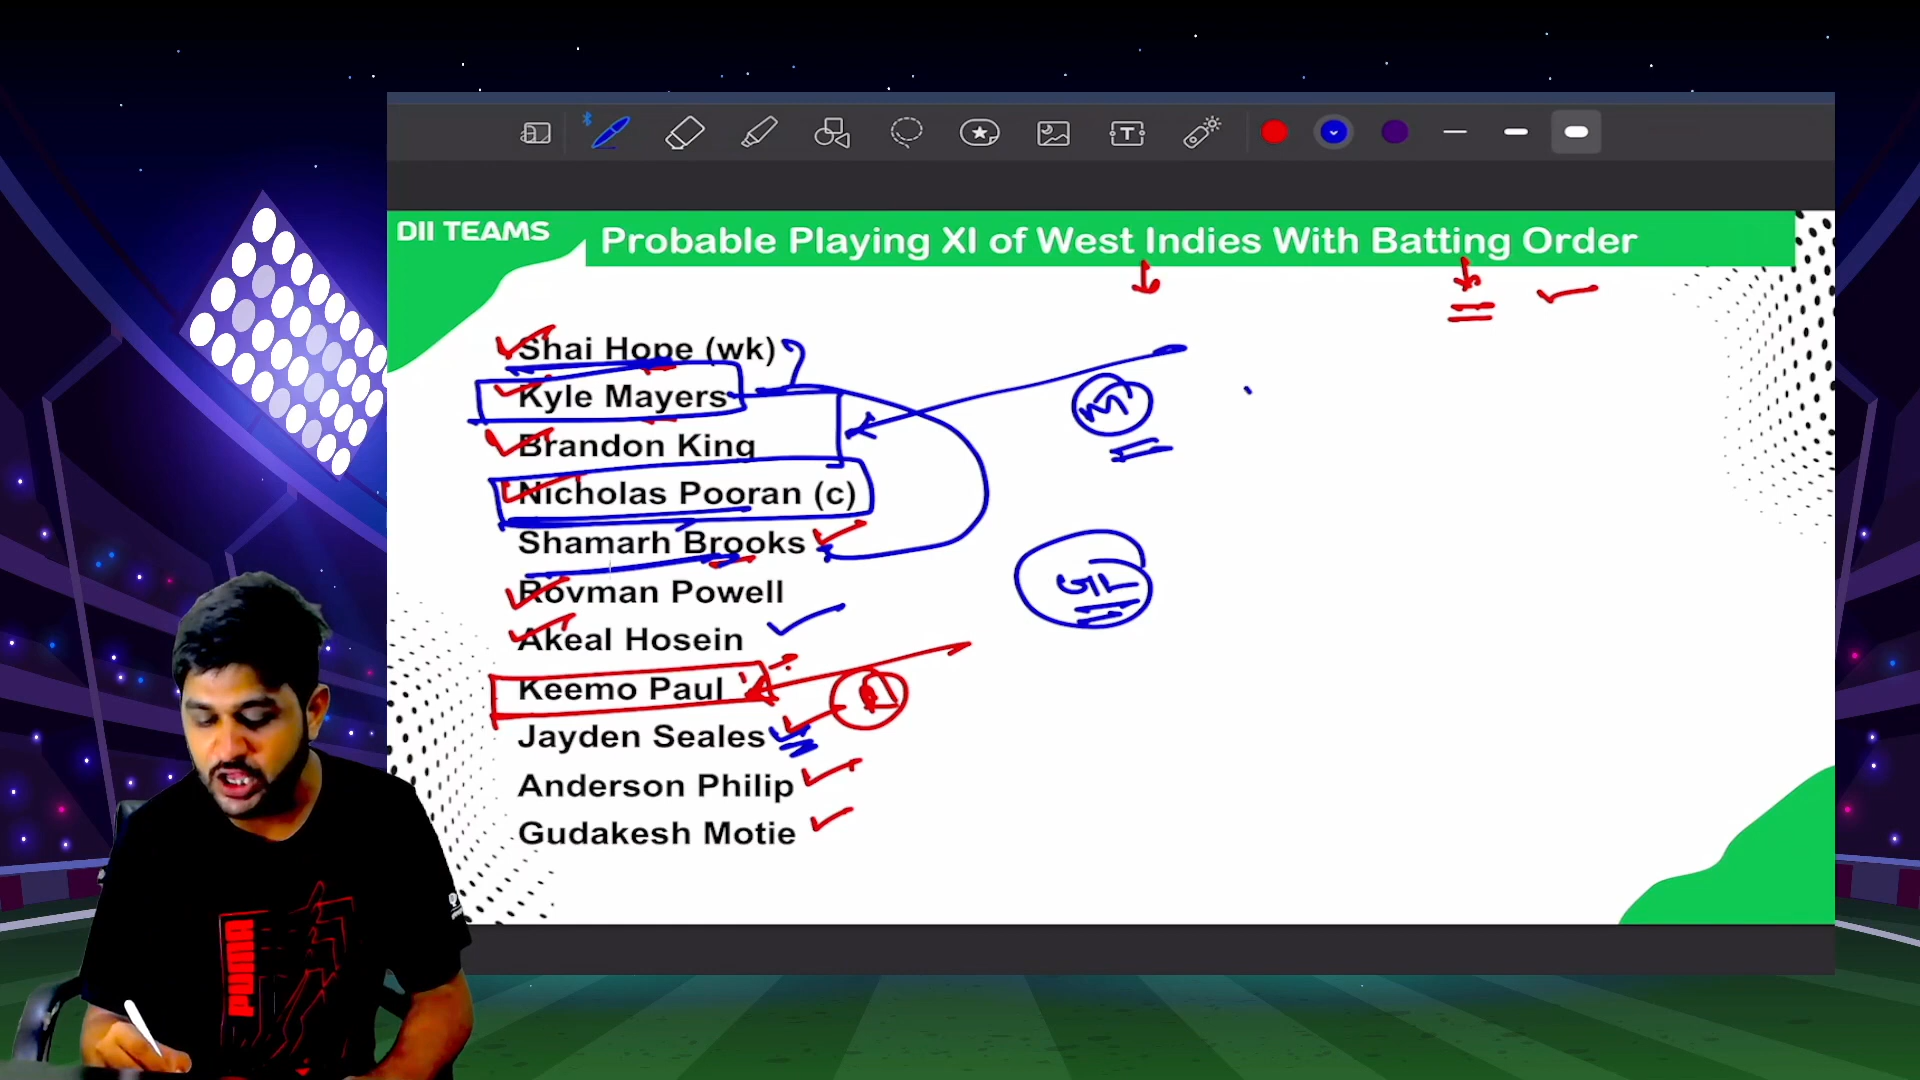 DII TEAMS
Probable Playing XI of West Indies With Batting Order
Shai Hope (wk)
Kyle Mayers
Brandon King
Nicholas Pooran (c)
Shamarh Brooks
Rovman Powell
Akeal Hosein
Keemo Paul
Jayden Seales
Anderson Philip
Gudakesh Motie
GIL
PUMA